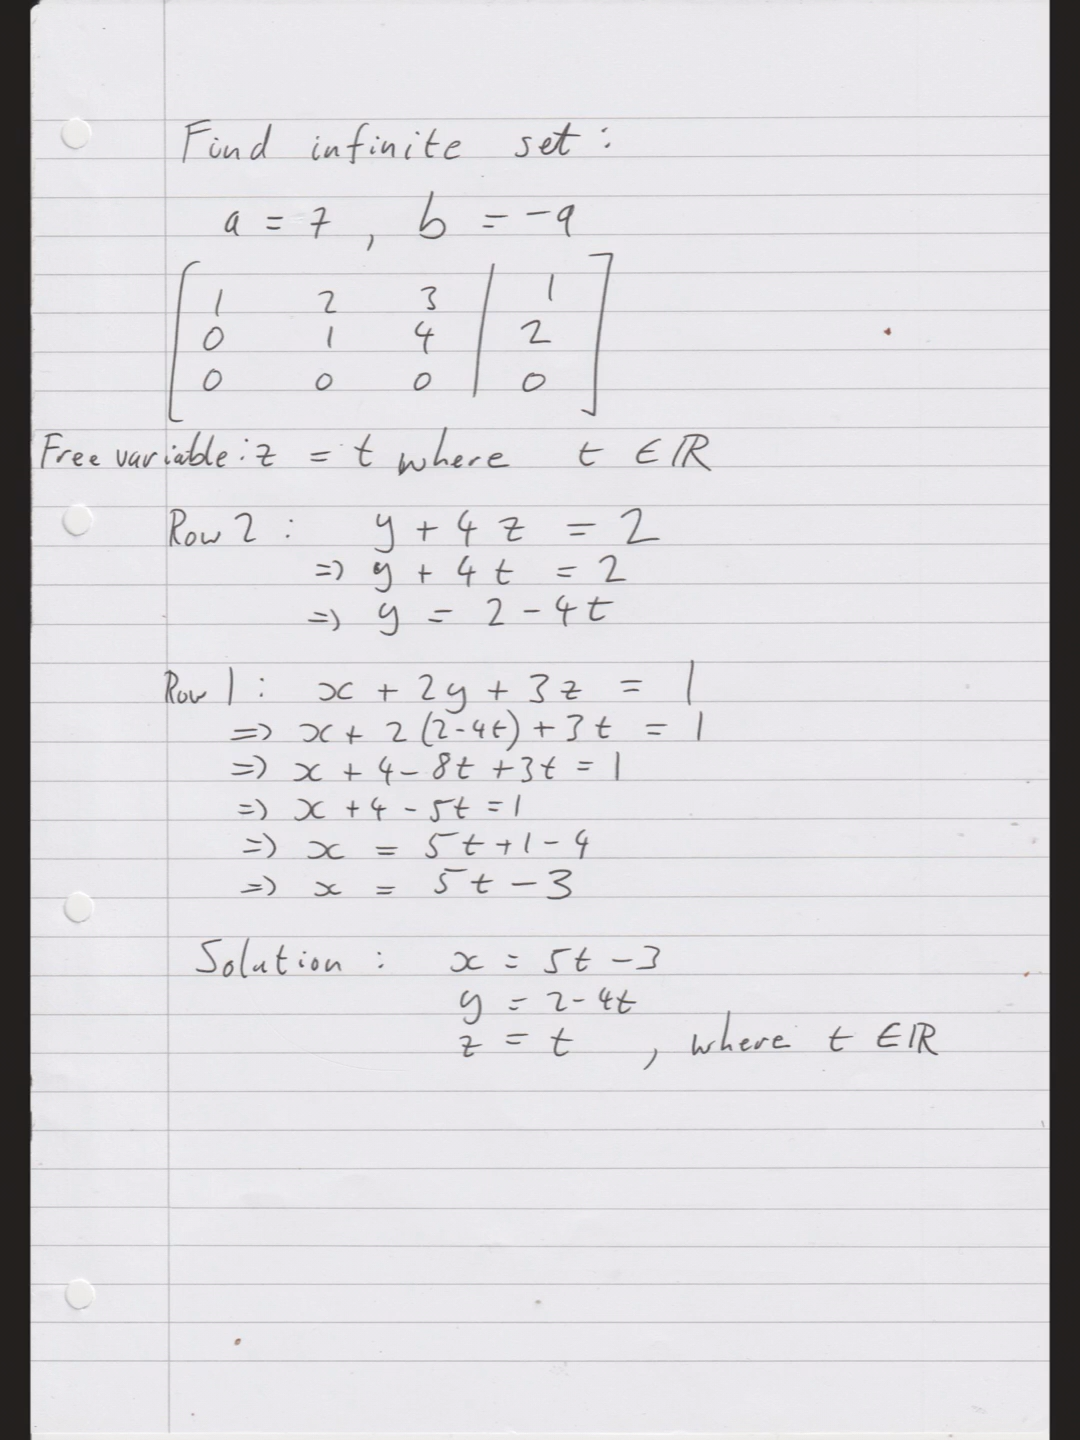 Find infinite set:
a = 7, b = -9
[ 1 2 3 | 1 ]
[ 0 1 4 | 2 ]
[ 0 0 0 | 0 ]
Free variable: z = t where t ∈ ℝ
Row 2: y + 4z = 2
=) y + 4t = 2
=) y = 2 - 4t
Row 1: x + 2y + 3z = 1
=) x + 2(2-4t) + 3t = 1
=) x + 4 - 8t + 3t = 1
=) x + 4 - 5t = 1
=) x = 5t + 1 - 4
=) x = 5t - 3
Solution: x = 5t - 3
y = 2 - 4t
z = t, where t ∈ ℝ